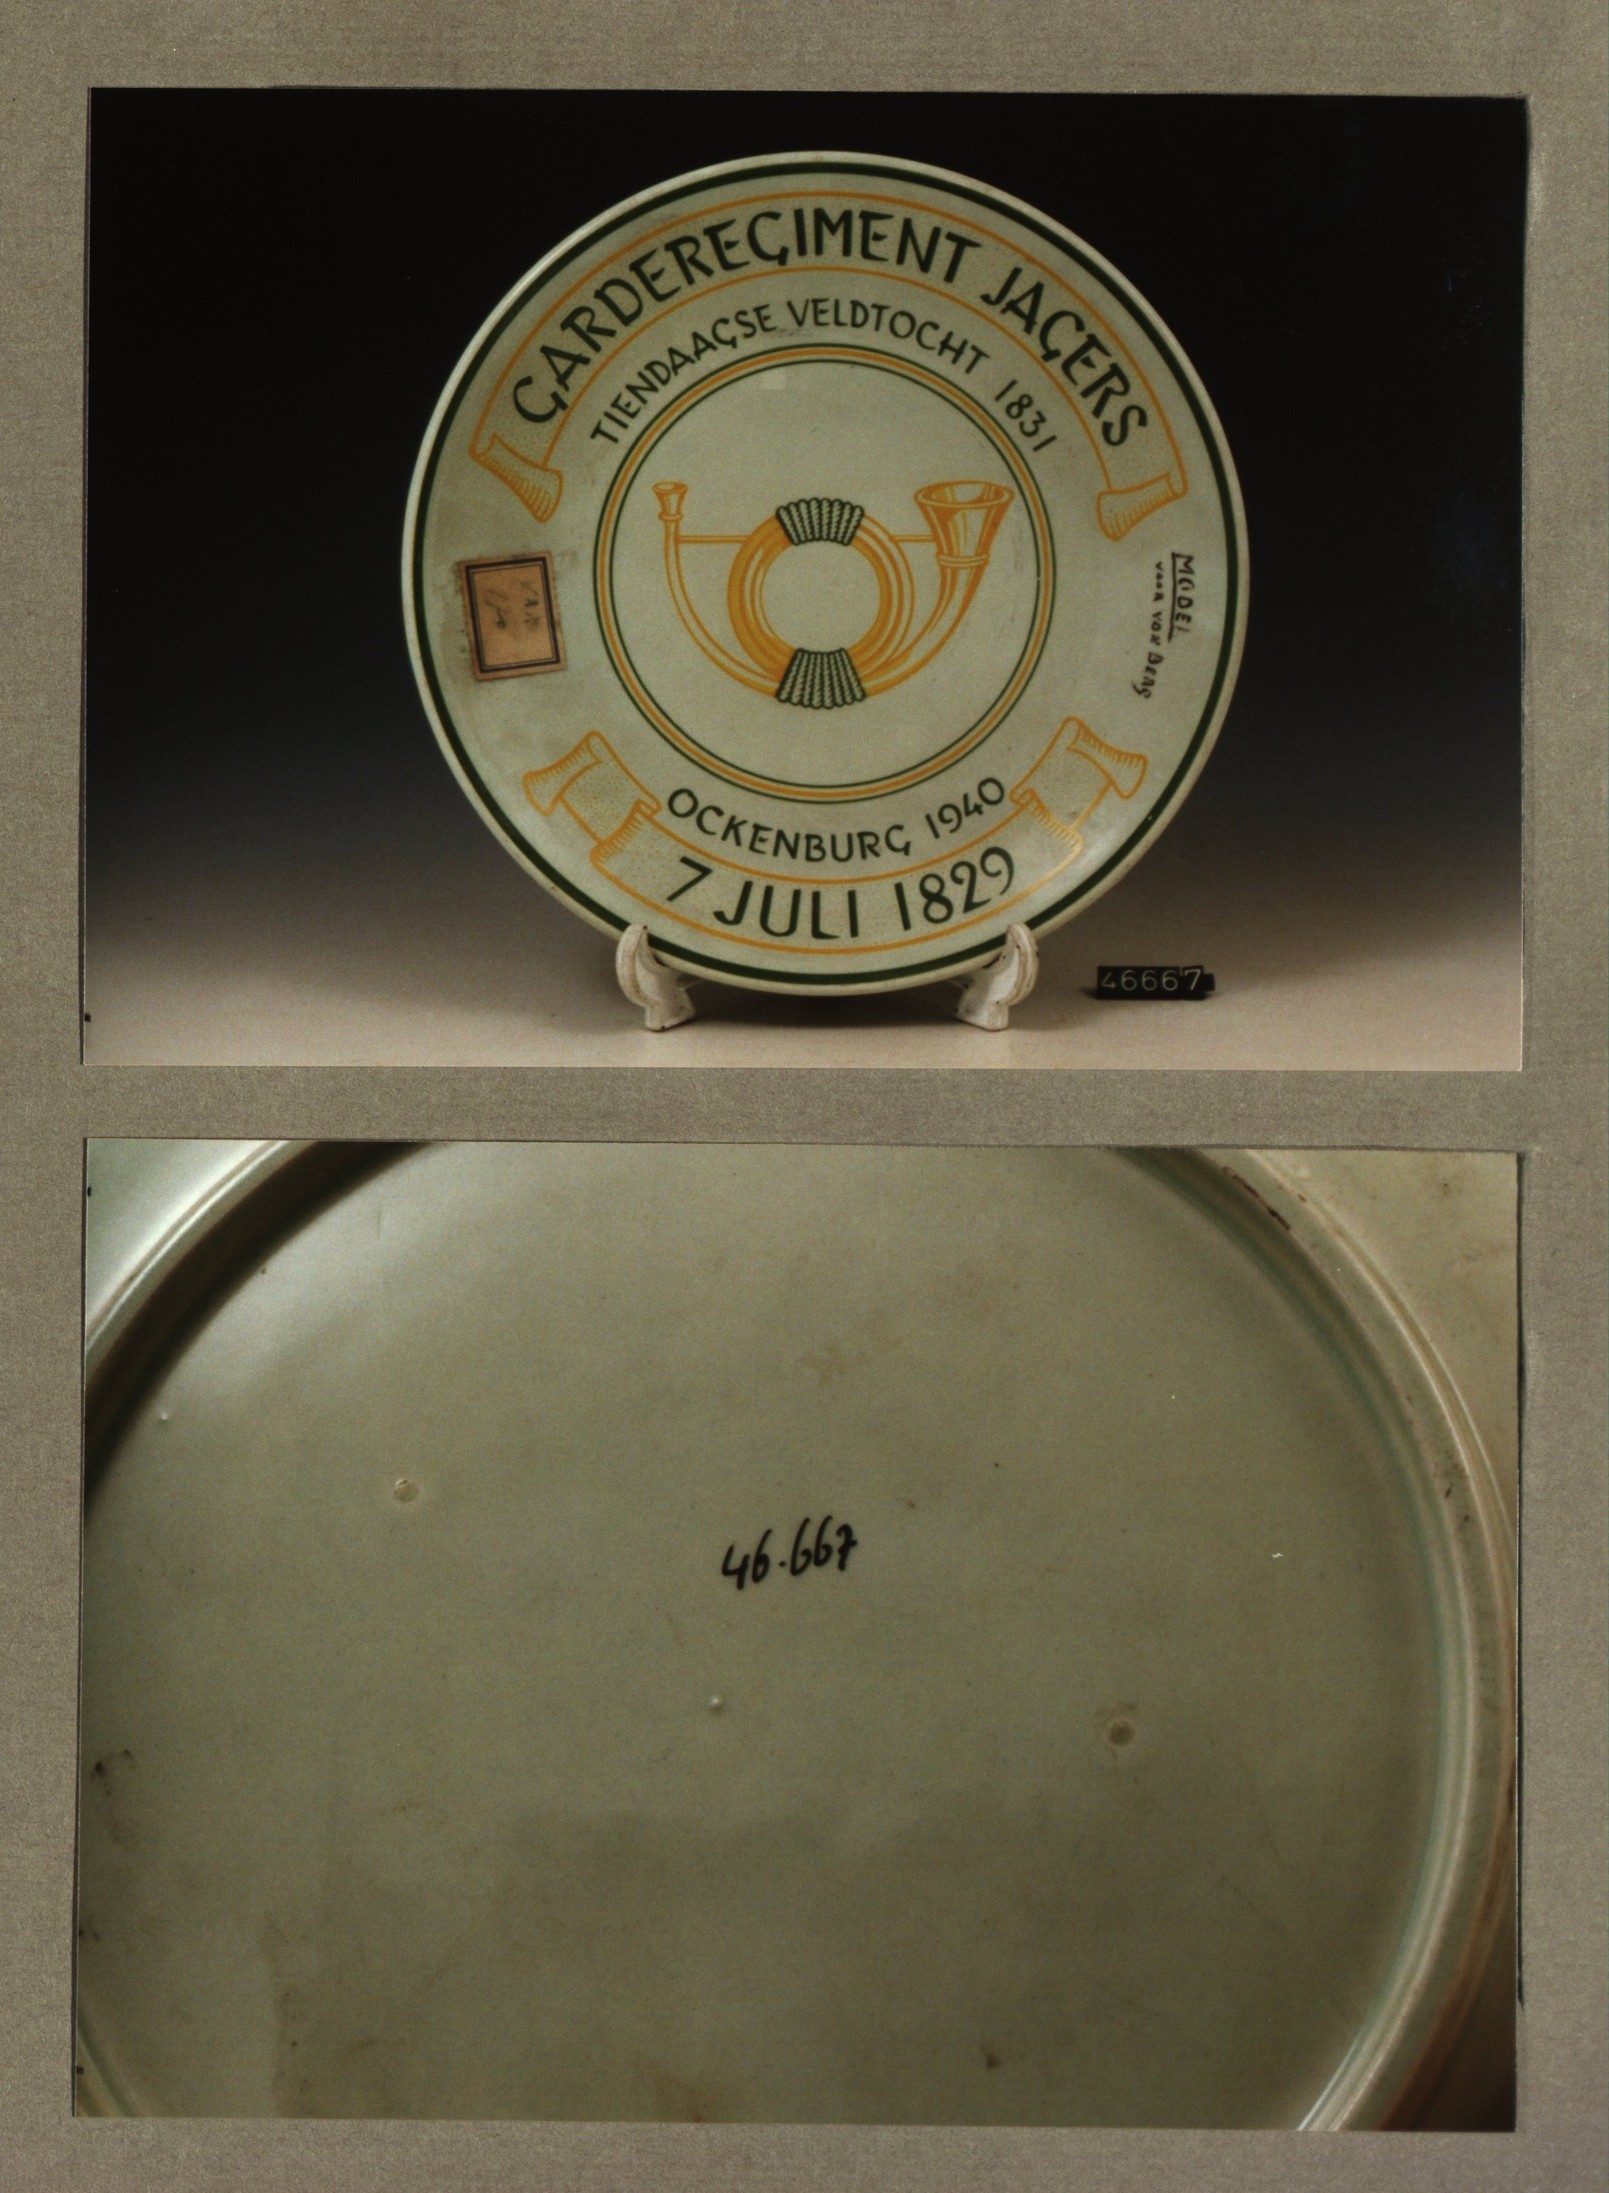 GARDEREGIMENT JAGERS
TIENDAAGSE VELDTOCHT 1831
MODEL
VOOR VON BERG
OCKENBURG 1940
7 JULI 1829
46667
46.667